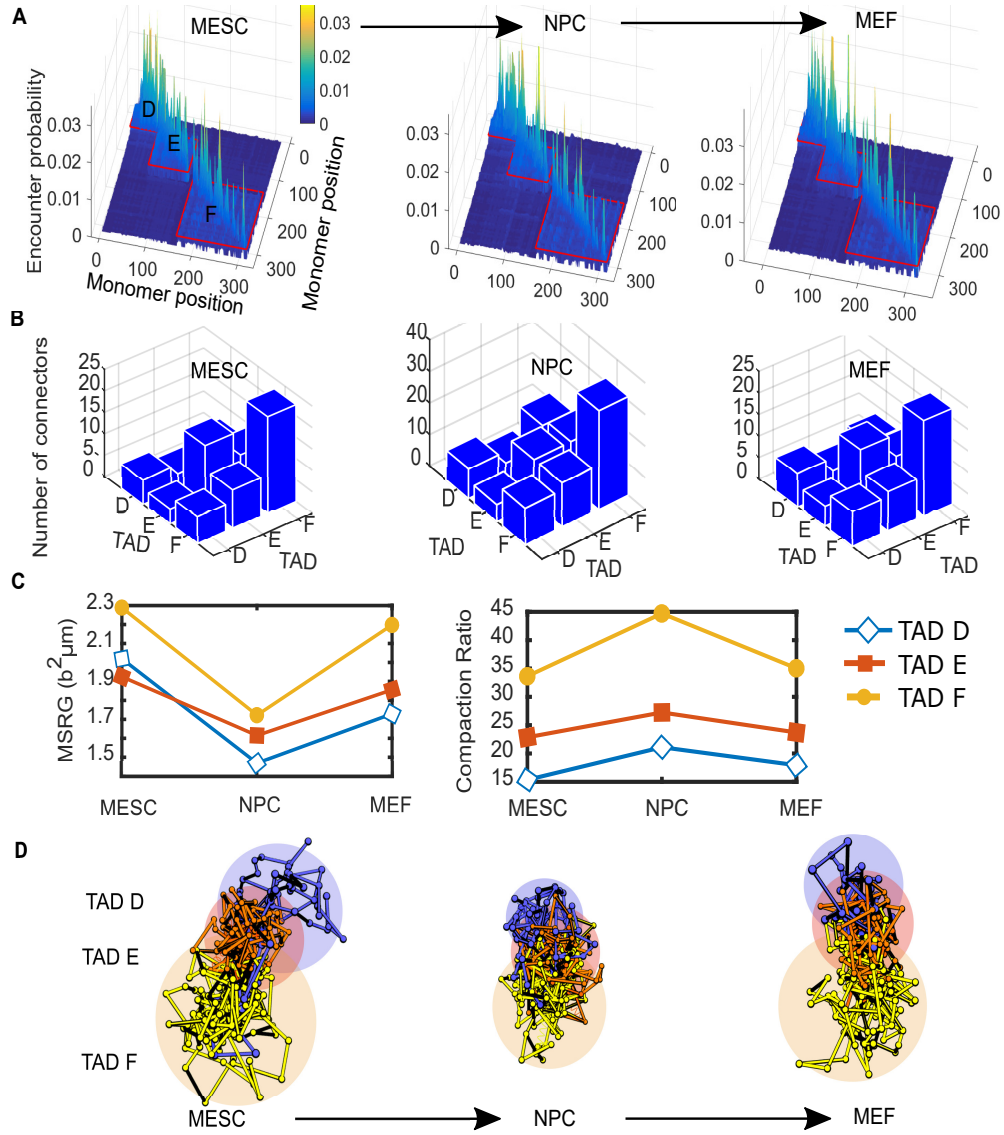 A
MESC
NPC
MEF
Encounter probability
0.03
0.02
0.01
0
0
100
200
300
0
100
200
300
Monomer position
Monomer position
D
E
F
0.03
0.02
0.01
0
0.03
0.02
0.01
0
0
100
200
300
0
100
200
300
0.03
0.02
0.01
0
0
100
200
300
0
100
200
300
B
Number of connectors
MESC
25
20
15
10
5
0
D
E
F
TAD
D
E
F
TAD
NPC
40
30
20
10
0
D
E
F
TAD
D
E
F
TAD
MEF
25
20
15
10
5
0
D
E
F
TAD
D
E
F
TAD
C
MSRG (b²μm)
2.3
2.1
1.9
1.7
1.5
MESC
NPC
MEF
Compaction Ratio
45
40
35
30
25
20
15
MESC
NPC
MEF
TAD D
TAD E
TAD F
D
TAD D
TAD E
TAD F
MESC
NPC
MEF